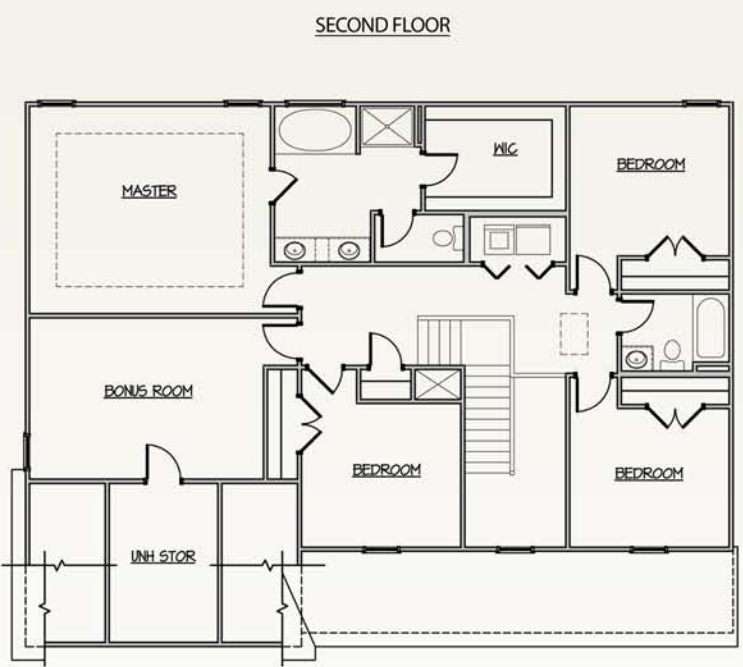 SECOND FLOOR
MASTER
WIC
BEDROOM
BONUS ROOM
BEDROOM
BEDROOM
UNH STOR